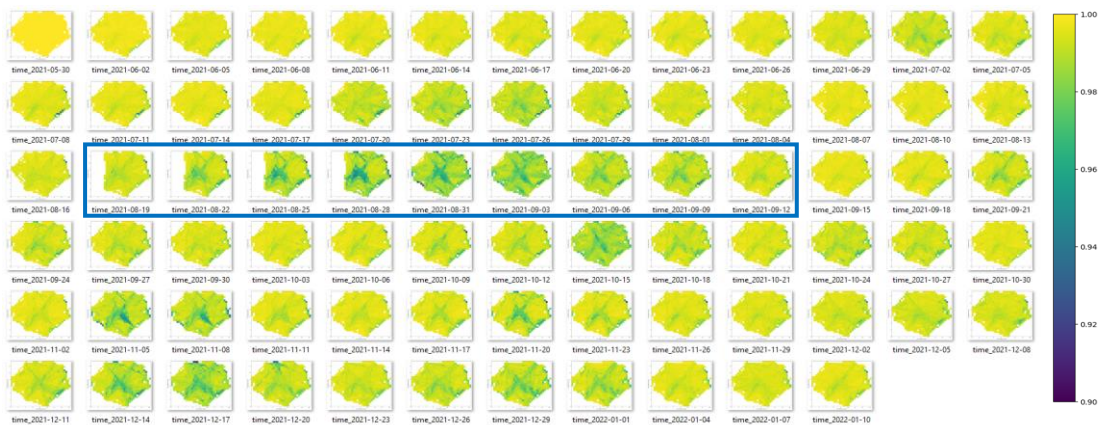 1.00
time_2021-05-30 time_2021-06-02 time_2021-06-05 time_2021-06-08 time_2021-06-11 time_2021-06-14 time_2021-06-17 time_2021-06-20 time_2021-06-23 time_2021-06-26 time_2021-06-29 time_2021-07-02 time_2021-07-05
0.98
time_2021-07-08 time_2021-07-11 time_2021-07-14 time_2021-07-17 time_2021-07-20 time_2021-07-23 time_2021-07-26 time_2021-07-29 time_2021-08-01 time_2021-08-04 time_2021-08-07 time_2021-08-10 time_2021-08-13
0.96
time_2021-08-16 time_2021-08-19 time_2021-08-22 time_2021-08-25 time_2021-08-28 time_2021-08-31 time_2021-09-03 time_2021-09-06 time_2021-09-09 time_2021-09-12 time_2021-09-15 time_2021-09-18 time_2021-09-21
0.94
time_2021-09-24 time_2021-09-27 time_2021-09-30 time_2021-10-03 time_2021-10-06 time_2021-10-09 time_2021-10-12 time_2021-10-15 time_2021-10-18 time_2021-10-21 time_2021-10-24 time_2021-10-27 time_2021-10-30
0.92
time_2021-11-02 time_2021-11-05 time_2021-11-08 time_2021-11-11 time_2021-11-14 time_2021-11-17 time_2021-11-20 time_2021-11-23 time_2021-11-26 time_2021-11-29 time_2021-12-02 time_2021-12-05 time_2021-12-08
0.90
time_2021-12-11 time_2021-12-14 time_2021-12-17 time_2021-12-20 time_2021-12-23 time_2021-12-26 time_2021-12-29 time_2022-01-01 time_2022-01-04 time_2022-01-07 time_2022-01-10